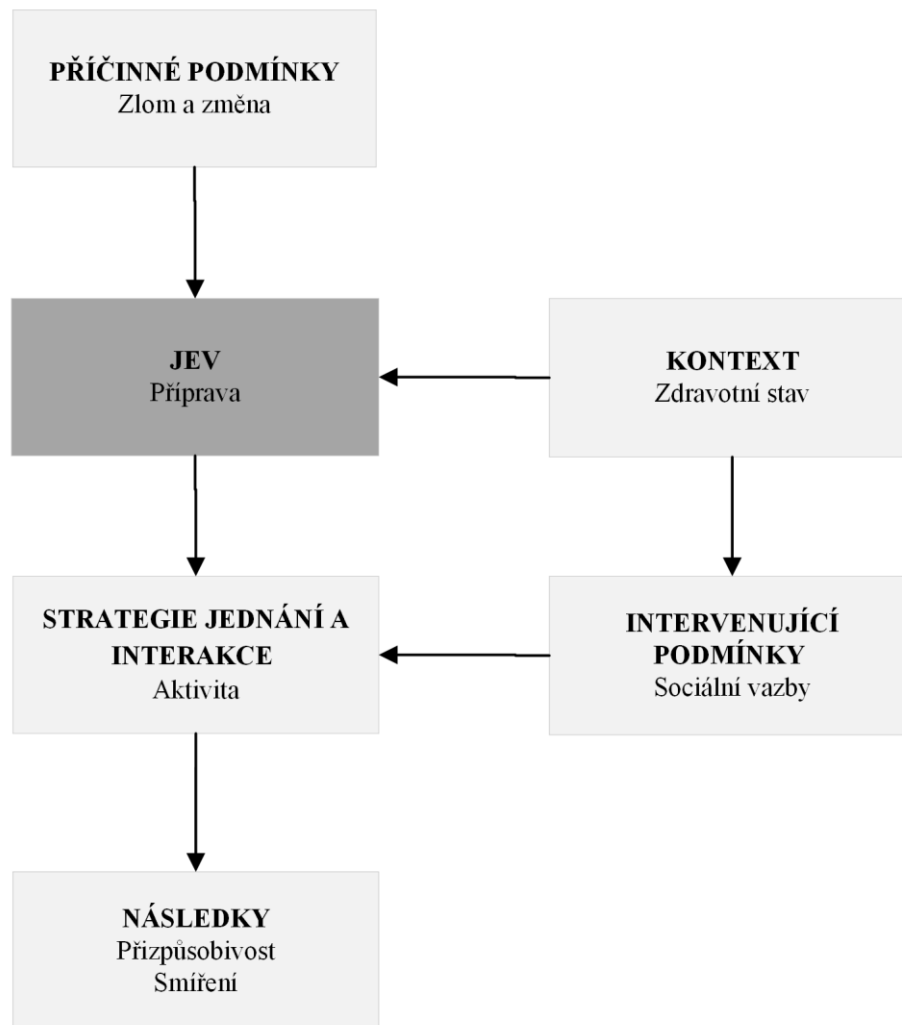 PŘÍČINNÉ PODMÍNKY
Zlom a změna
JEV
Příprava
KONTEXT
Zdravotní stav
STRATEGIE JEDNÁNÍ A
INTERAKCE
Aktivita
INTERVENUJÍCÍ
PODMÍNKY
Sociální vazby
NÁSLEDKY
Přizpůsobivost
Smíření